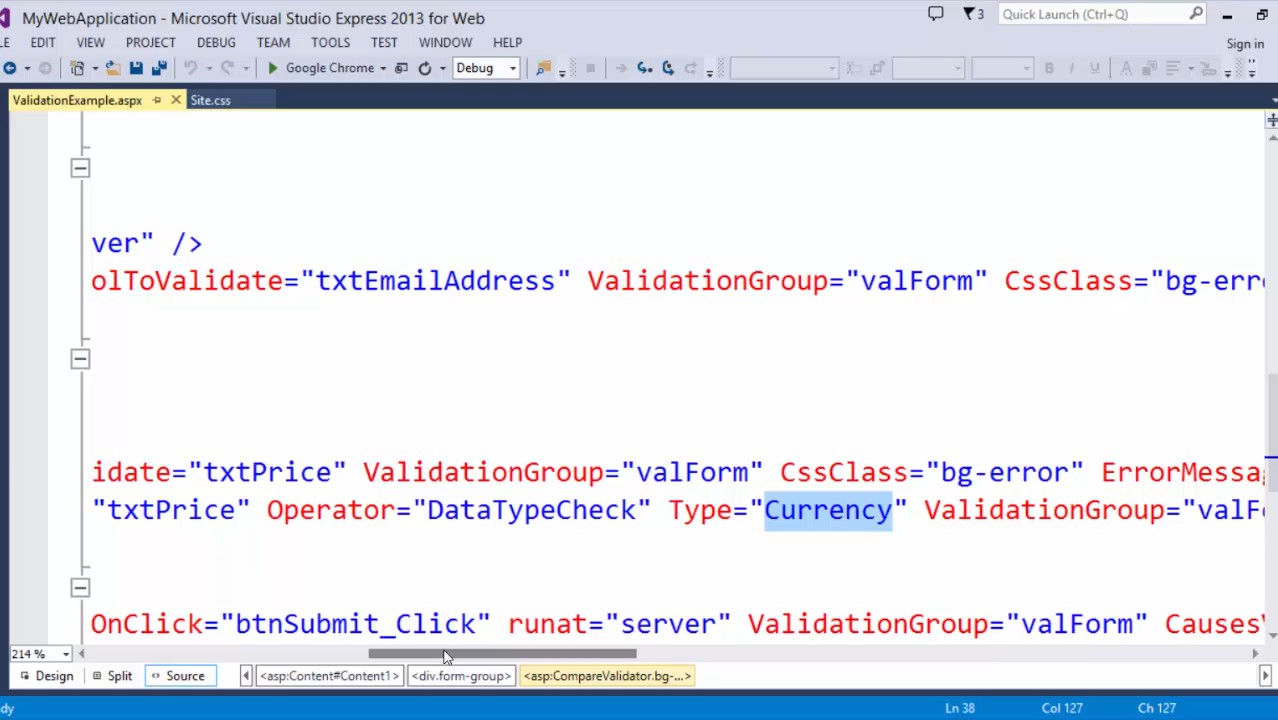 MyWebApplication - Microsoft Visual Studio Express 2013 for Web
3
Quick Launch (Ctrl+Q)
LE EDIT VIEW PROJECT DEBUG TEAM TOOLS TEST WINDOW HELP
Sign in
Google Chrome Debug
B I U A
ValidationExample.aspx Site.css
ver" />
olToValidate="txtEmailAddress" ValidationGroup="valForm" CssClass="bg-erro
idate="txtPrice" ValidationGroup="valForm" CssClass="bg-error" ErrorMessag
"txtPrice" Operator="DataTypeCheck" Type="Currency" ValidationGroup="valFo
OnClick="btnSubmit_Click" runat="server" ValidationGroup="valForm" CausesV
214 %
Design Split Source <asp:Content#Content1> <div.form-group> <asp:CompareValidator.bg-...>
dy Ln 38 Col 127 Ch 127